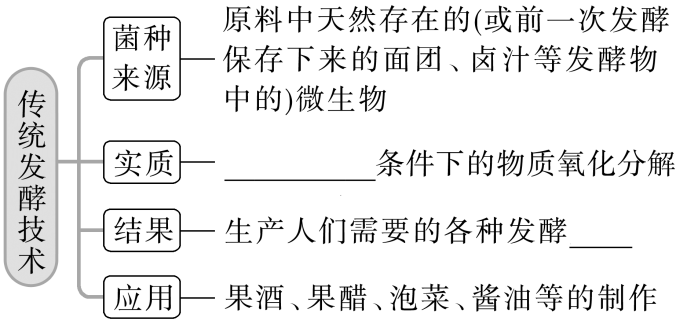 传统发酵技术
菌种
来源
原料中天然存在的(或前一次发酵
保存下来的面团、卤汁等发酵物
中的)微生物
实质
__________条件下的物质氧化分解
结果
生产人们需要的各种发酵____
应用
果酒、果醋、泡菜、酱油等的制作